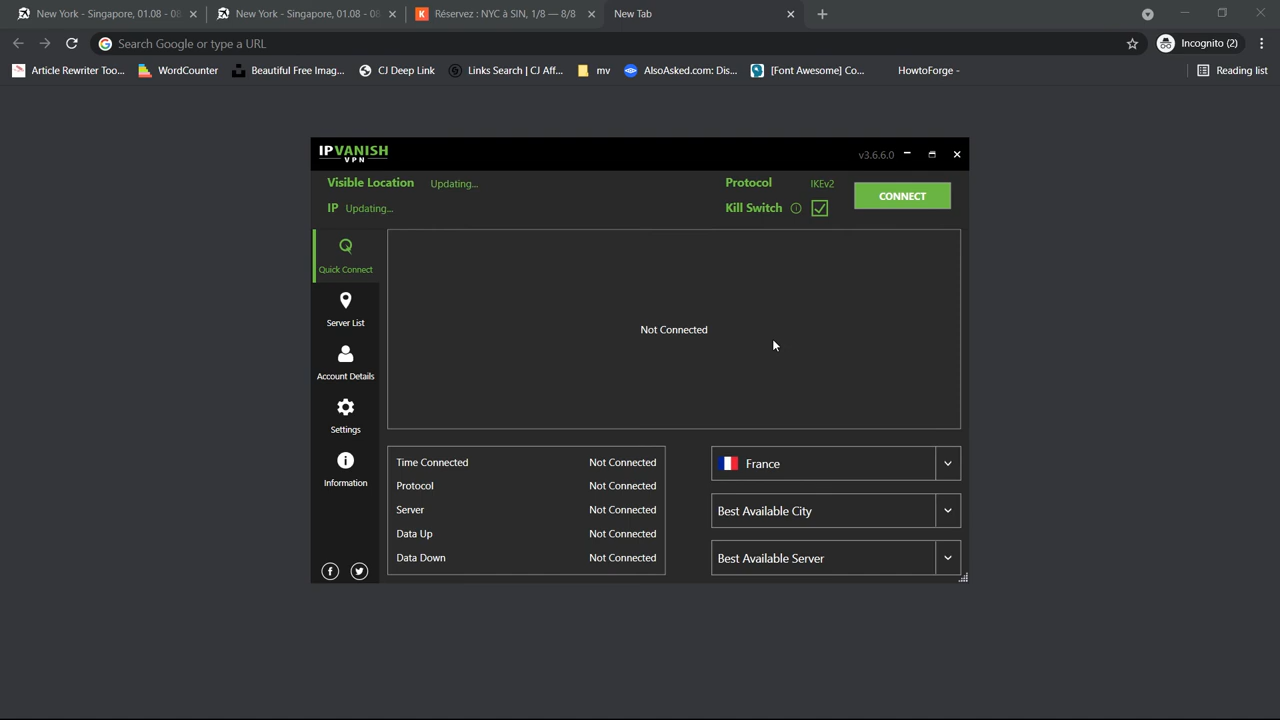 New York - Singapore, 01.08 - 08
New York - Singapore, 01.08 - 08
K Réservez : NYC à SIN, 1/8 — 8/8
New Tab
Search Google or type a URL
Incognito (2)
Article Rewriter Too...
WordCounter
Beautiful Free Imag...
CJ Deep Link
Links Search | CJ Aff...
mv
AlsoAsked.com: Dis...
[Font Awesome] Co...
HowtoForge -
Reading list
IPVANISH
VPN
v3.6.6.0
Visible Location Updating...
IP Updating...
Protocol IKEv2
Kill Switch
CONNECT
Quick Connect
Server List
Account Details
Settings
Information
Not Connected
Time Connected Not Connected
Protocol Not Connected
Server Not Connected
Data Up Not Connected
Data Down Not Connected
France
Best Available City
Best Available Server